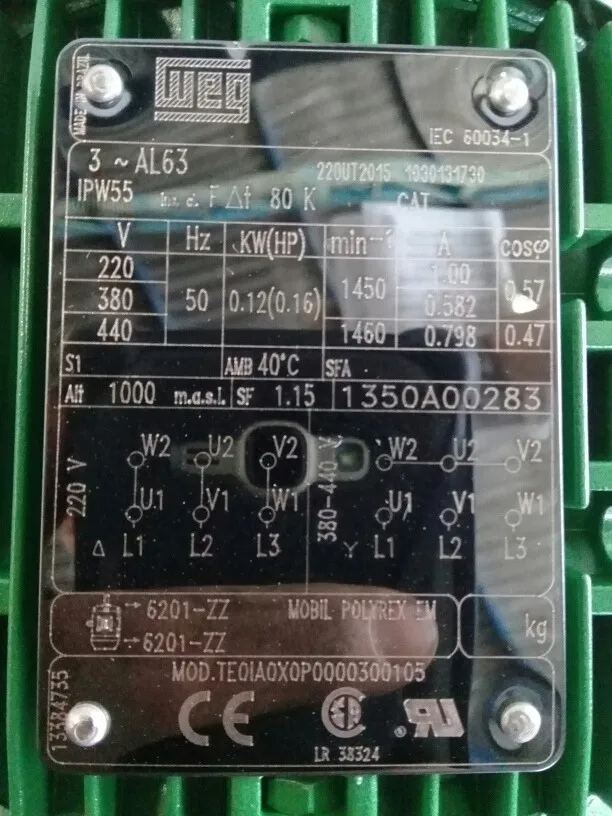 MADE IN BRAZIL
WEG
IEC 60034-1
3 ~ AL63
22OUT2015 1030131730
IPW55 Ins. cl. F Δt 80 K CAT
V Hz KW(HP) min⁻¹ A cosφ
220 50 0.12(0.16) 1450 1.00 0.57
380 0.582
440 1460 0.798 0.47
S1 AMB 40°C SFA
Alt 1000 m.a.s.l. SF 1.15 1350A00283
220 V
W2 U2 V2
U1 V1 W1
Δ L1 L2 L3
380-440 V
W2 U2 V2
U1 V1 W1
Y L1 L2 L3
6201-ZZ MOBIL POLYREX EM
6201-ZZ
kg
MOD.TE0IA0X0P0000300105
13384735
CE
LR 38324